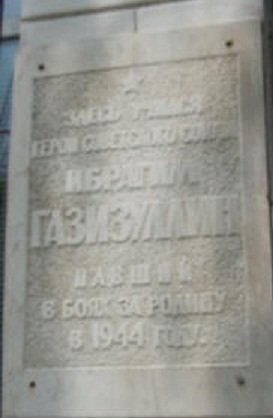 ЗДЕСЬ УЧИЛСЯ
ГЕРОЙ СОВЕТСКОГО СОЮЗА
ИБРАГИМ
ГАЗИЗУЛЛИН
ПАВШИЙ
В БОЯХ ЗА РОДИНУ
В 1944 ГОДУ.